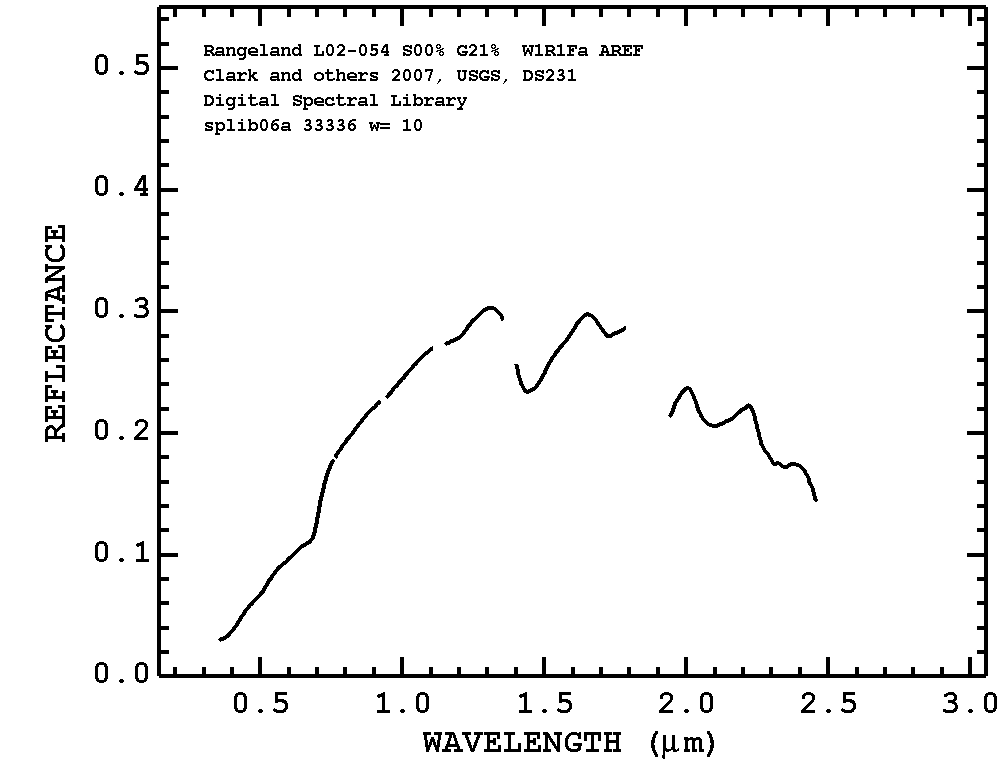 Rangeland L02-054 S00% G21%  W1R1Fa AREF
Clark and others 2007, USGS, DS231
Digital Spectral Library
splib06a 33336 w= 10
0.5
0.4
0.3
0.2
0.1
0.0
REFLECTANCE
0.5 1.0 1.5 2.0 2.5 3.0
WAVELENGTH (μm)